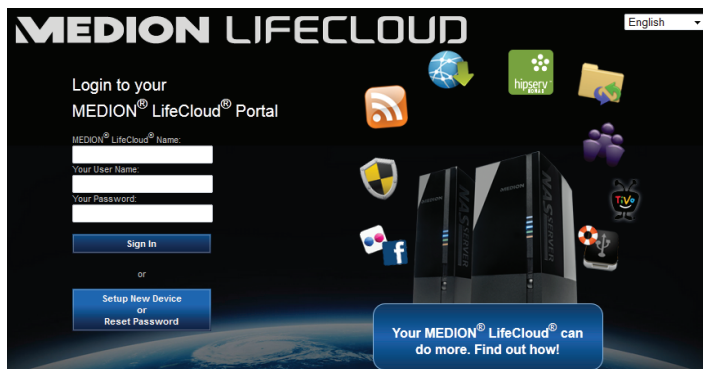 MEDION LIFECLOUD
English
Login to your
MEDION® LifeCloud® Portal
MEDION® LifeCloud® Name:
Your User Name:
Your Password:
Sign In
or
Setup New Device
or
Reset Password
hipserv
TiVo
MEDION
NAS SERVER
MEDION
NAS SERVER
Your MEDION® LifeCloud® can
do more. Find out how!